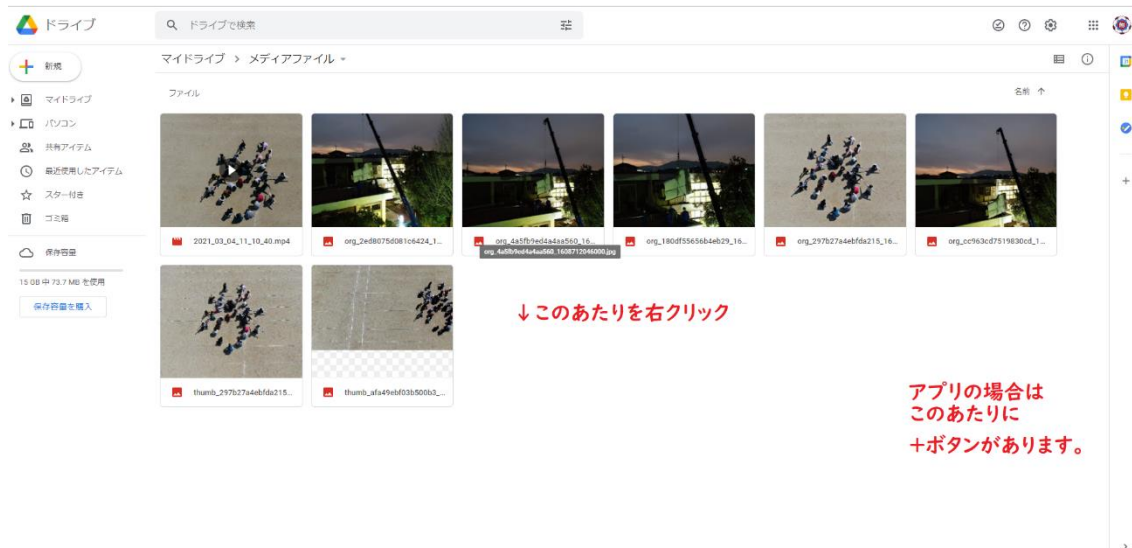 ドライブ
ドライブで検索
新規
マイドライブ > メディアファイル
マイドライブ
パソコン
共有アイテム
最近使用したアイテム
スター付き
ゴミ箱
保存容量
15 GB 中 73.7 MB を使用
保存容量を購入
ファイル
名前 ↑
2021_03_04_11_10_40.mp4
org_2ed8075d081c6424_1...
org_4a5fb9ed4a4aa560_16...
org_180df55656b4eb29_16...
org_297b27a4ebfda215_16...
org_cc963cd7519830cd_1...
org_4a5fb9ed4a4aa560_1608712046000.jpg
↓このあたりを右クリック
thumb_297b27a4ebfda215...
thumb_afa49ebf03b500b3_...
アプリの場合は
このあたりに
+ボタンがあります。